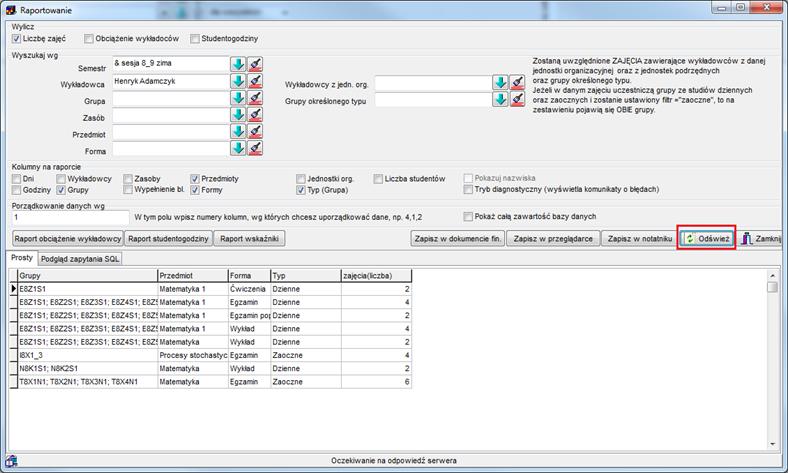 Raportowanie
Wylicz
Liczbę zajęć Obciążenie wykładowców Studentogodziny
Wyszukaj wg
Semestr & sesja 8_9 zima
Wykładowca Henryk Adamczyk
Grupa
Zasób
Przedmiot
Forma
Wykładowcy z jedn. org.
Grupy określonego typu
Zostaną uwzględnione ZAJĘCIA zawierające wykładowców z danej
jednostki organizacyjnej oraz z jednostek podrzędnych
oraz grupy określonego typu.
Jeżeli w danym zajęciu uczestniczą grupy ze studiów dziennych
oraz zaocznych i zostanie ustawiony filtr ="zaoczne", to na
zestawieniu pojawią się OBIE grupy.
Kolumny na raporcie
Dni Wykładowcy Zasoby Przedmioty Jednostki org. Liczba studentów Pokazuj nazwiska
Godziny Grupy Wypełnienie bl. Formy Typ (Grupa) Tryb diagnostyczny (wyświetla komunikaty o błędach)
Porządkowanie danych wg
1 W tym polu wpisz numery kolumn, wg których chcesz uporządkować dane, np. 4,1,2 Pokaż całą zawartość bazy danych
Raport obciążenie wykładowcy Raport studentogodziny Raport wskaźniki Zapisz w dokumencie fin. Zapisz w przeglądarce Zapisz w notatniku Odśwież Zamknij
Prosty Podgląd zapytania SQL
Grupy Przedmiot Forma Typ zajęcia(liczba)
E8Z1S1 Matematyka 1 Ćwiczenia Dzienne 2
E8Z1S1; E8Z2S1; E8Z3S1; E8Z4S1; E8Z5 Matematyka 1 Egzamin Dzienne 4
E8Z1S1; E8Z2S1; E8Z3S1; E8Z4S1; E8Z5 Matematyka 1 Egzamin pop Dzienne 2
E8Z1S1; E8Z2S1; E8Z3S1; E8Z4S1; E8Z5 Matematyka 1 Wykład Dzienne 4
E8Z1S1; E8Z2S1; E8Z3S1; E8Z4S1; E8Z5 Matematyka Wykład Dzienne 2
I8X1_3 Procesy stochastyc Egzamin Zaoczne 4
N8K1S1; N8K2S1 Matematyka Wykład Dzienne 2
T8X1N1; T8X2N1; T8X3N1; T8X4N1 Matematyka Egzamin Zaoczne 6
Oczekiwanie na odpowiedź serwera